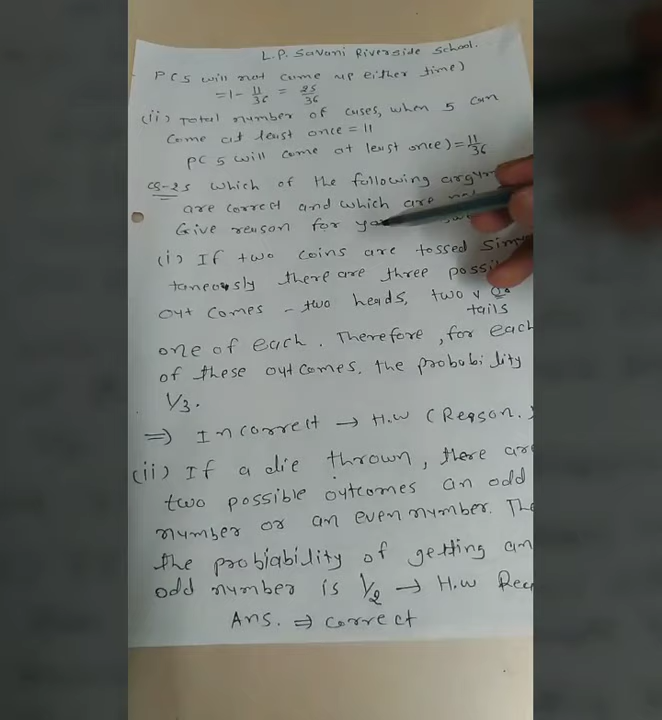 L.P. Savani Riverside School.
P(5 will not come up either time)
=1- 11/36 = 25/36
(ii) Total number of cases, when 5 can
come at least once = 11
P(5 will come at least once) = 11/36
Which of the following
are correct and which are
Give reason for
(i) If two coins are tossed
taneously there are three
out comes - two heads, two
tails
one of each. Therefore, for each
of these outcomes. the probability
1/3.
⇒ Incorrect → H.W (Reason.)
(ii) If a die thrown, there are
two possible outcomes an odd
number or an even number. The
the probiability of getting an
odd number is 1/2 → H.W
Ans. ⇒ correct